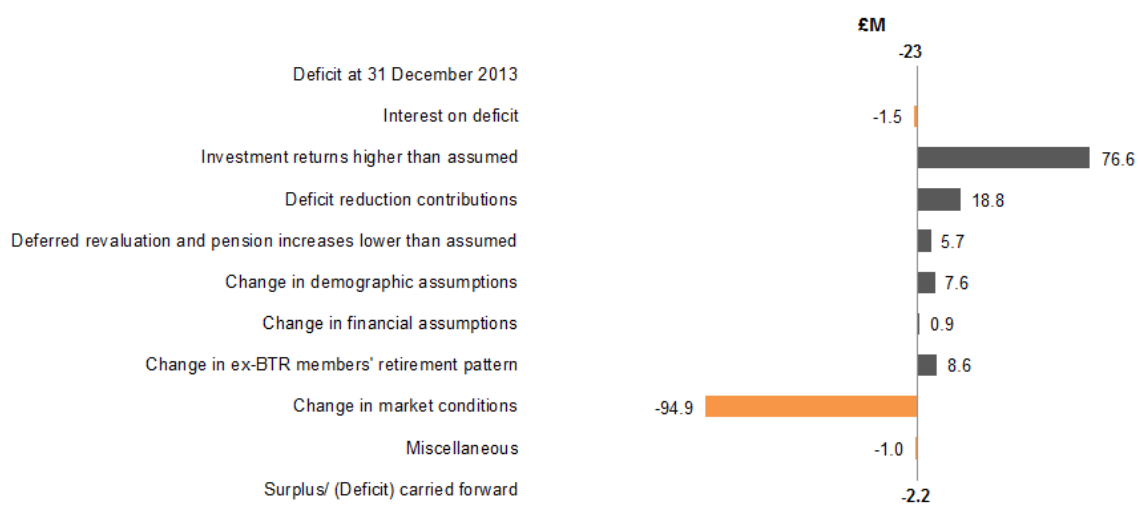 £M
-23
Deficit at 31 December 2013
Interest on deficit -1.5
Investment returns higher than assumed 76.6
Deficit reduction contributions 18.8
Deferred revaluation and pension increases lower than assumed 5.7
Change in demographic assumptions 7.6
Change in financial assumptions 0.9
Change in ex-BTR members' retirement pattern 8.6
Change in market conditions -94.9
Miscellaneous -1.0
Surplus/ (Deficit) carried forward -2.2